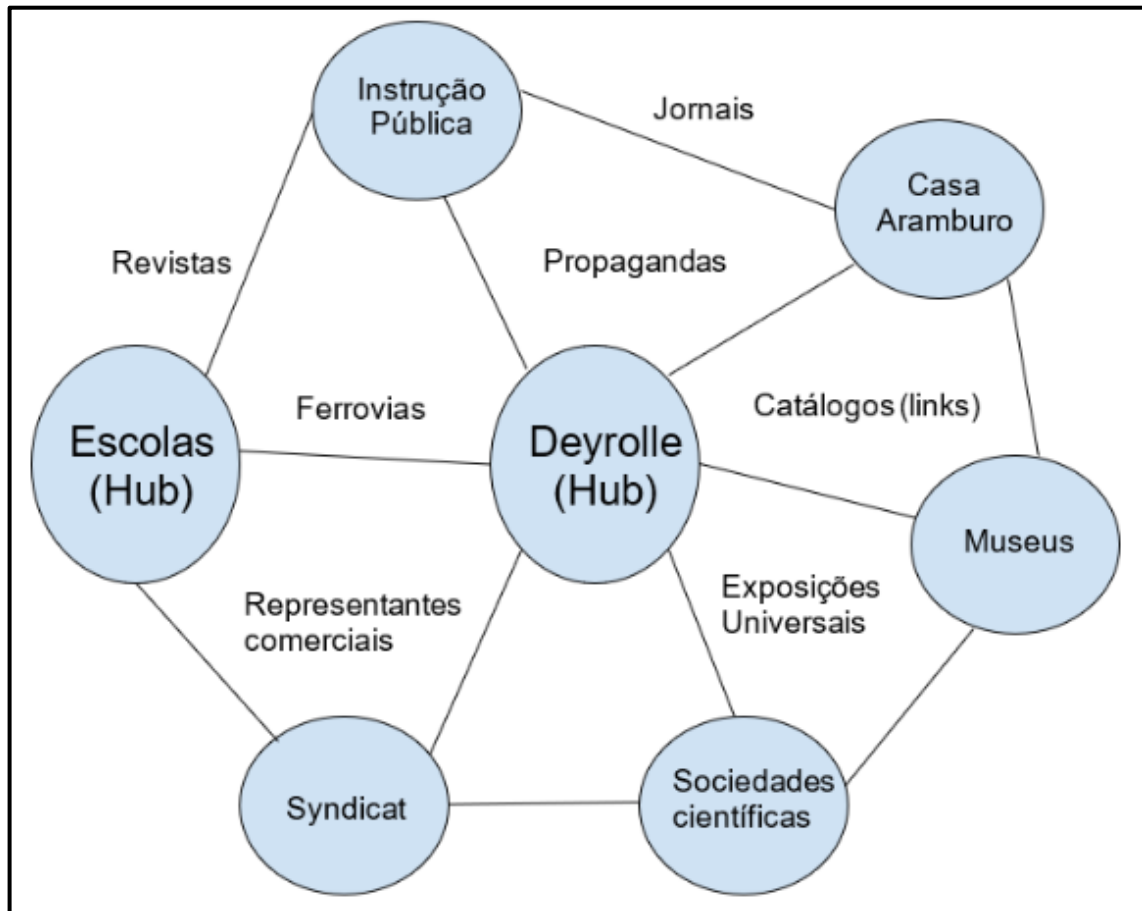 Instrução
Pública
Jornais
Casa
Aramburo
Revistas
Propagandas
Ferrovias
Catálogos (links)
Escolas
(Hub)
Deyrolle
(Hub)
Museus
Representantes
comerciais
Exposições
Universais
Syndicat
Sociedades
científicas